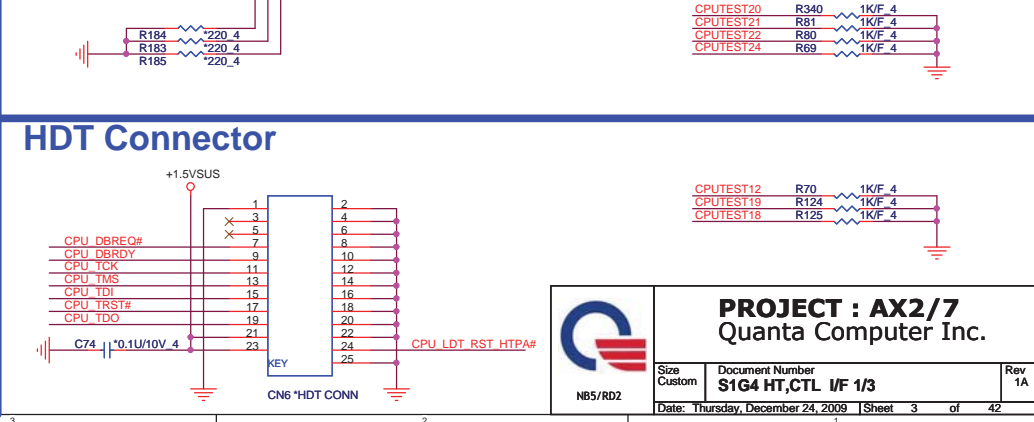 R184 *220_4
R183 *220_4
R185 *220_4
CPUTEST20 R340 1K/F_4
CPUTEST21 R81 1K/F_4
CPUTEST22 R80 1K/F_4
CPUTEST24 R69 1K/F_4
HDT Connector
+1.5VSUS
1 2
3 4
5 6
CPU_DBREQ# 7 8
CPU_DBRDY 9 10
CPU_TCK 11 12
CPU_TMS 13 14
CPU_TDI 15 16
CPU_TRST# 17 18
CPU_TDO 19 20
21 22
C74 *0.1U/10V_4 23 24 CPU_LDT_RST_HTPA#
KEY 25
CN6 *HDT CONN
CPUTEST12 R70 1K/F_4
CPUTEST19 R124 1K/F_4
CPUTEST18 R125 1K/F_4
NB5/RD2
PROJECT : AX2/7
Quanta Computer Inc.
Size Document Number Rev
Custom S1G4 HT,CTL I/F 1/3 1A
Date: Thursday, December 24, 2009 Sheet 3 of 42
3 2 1